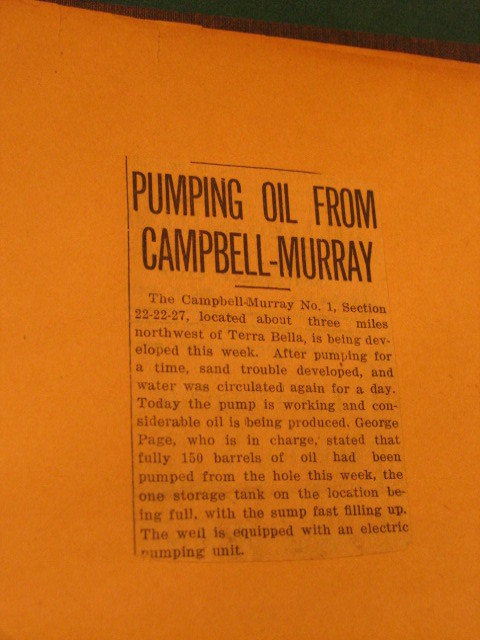 PUMPING OIL FROM
CAMPBELL-MURRAY
The Campbell-Murray No. 1, Section
22-22-27, located about three miles
northwest of Terra Bella, is being dev-
eloped this week. After pumping for
a time, sand trouble developed, and
water was circulated again for a day.
Today the pump is working and con-
siderable oil is being produced. George
Page, who is in charge, stated that
fully 150 barrels of oil had been
pumped from the hole this week, the
one storage tank on the location be-
ing full, with the sump fast filling up.
The well is equipped with an electric
pumping unit.